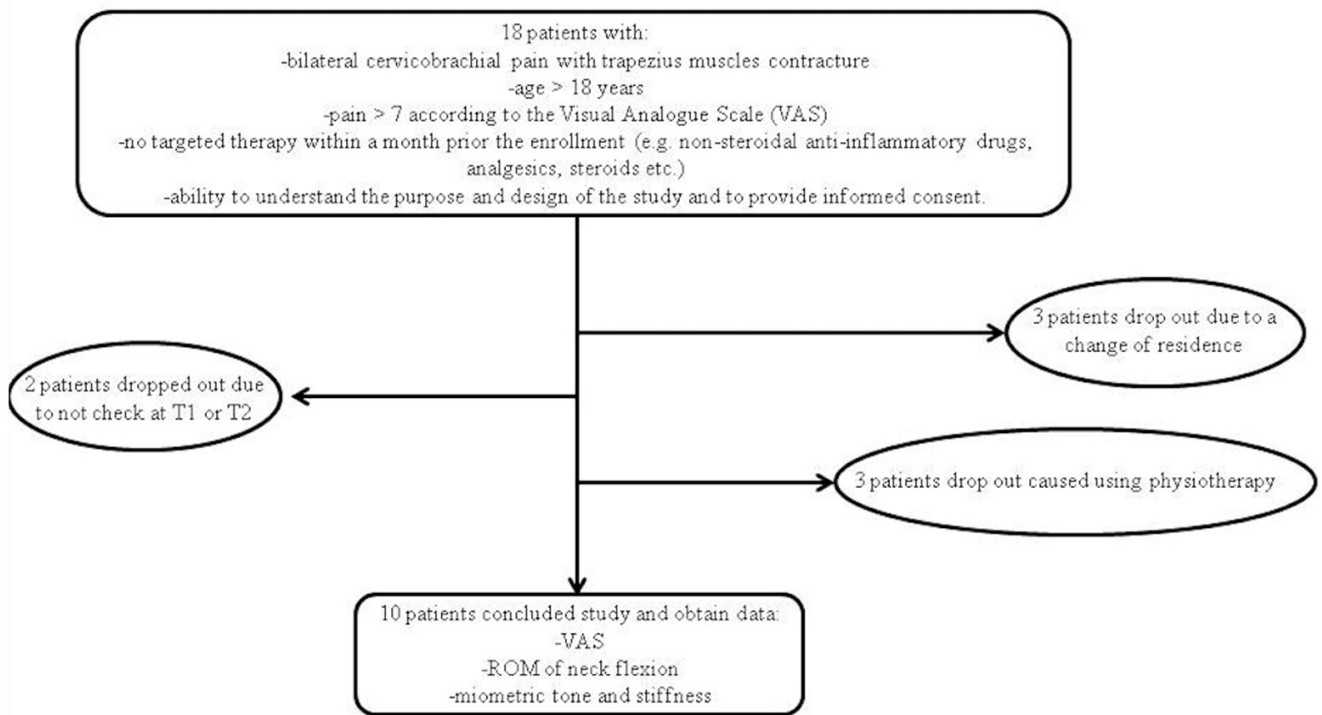 18 patients with:
-bilateral cervicobrachial pain with trapezius muscles contracture
-age > 18 years
-pain > 7 according to the Visual Analogue Scale (VAS)
-no targeted therapy within a month prior the enrollment (e.g. non-steroidal anti-inflammatory drugs,
analgesics, steroids etc.)
-ability to understand the purpose and design of the study and to provide informed consent.
3 patients drop out due to a
change of residence
2 patients dropped out due
to not check at T1 or T2
3 patients drop out caused using physiotherapy
10 patients concluded study and obtain data:
-VAS
-ROM of neck flexion
-miometric tone and stiffness